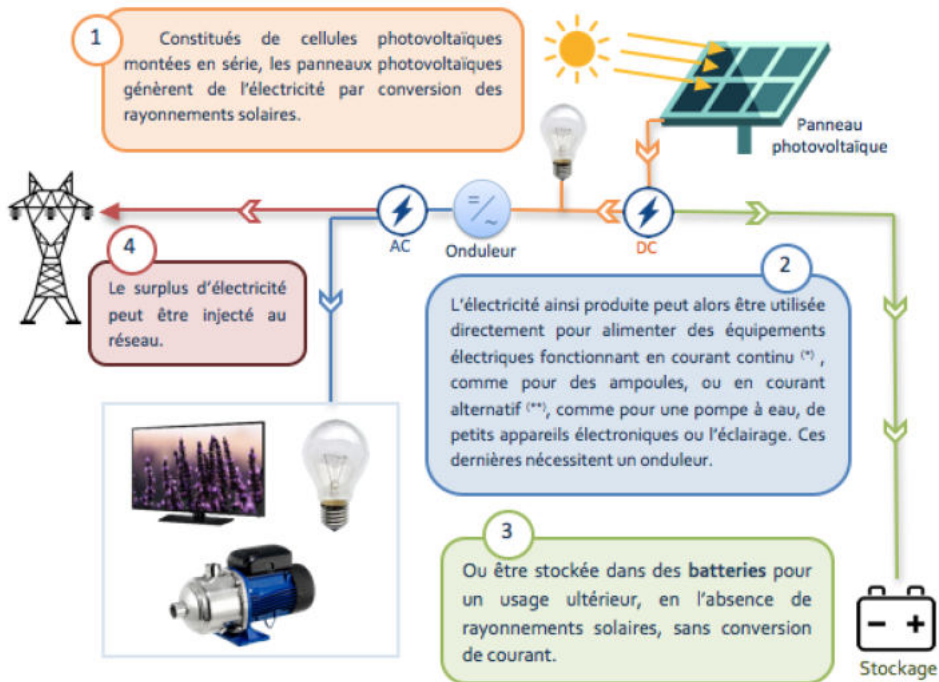 1
Constitués de cellules photovoltaïques
montées en série, les panneaux photovoltaïques
génèrent de l'électricité par conversion des
rayonnements solaires.
Panneau
photovoltaïque
AC
Onduleur
DC
4
Le surplus d'électricité
peut être injecté au
réseau.
2
L'électricité ainsi produite peut alors être utilisée
directement pour alimenter des équipements
électriques fonctionnant en courant continu (*) ,
comme pour des ampoules, ou en courant
alternatif (**), comme pour une pompe à eau, de
petits appareils électroniques ou l'éclairage. Ces
dernières nécessitent un onduleur.
3
Ou être stockée dans des batteries pour
un usage ultérieur, en l'absence de
rayonnements solaires, sans conversion
de courant.
Stockage